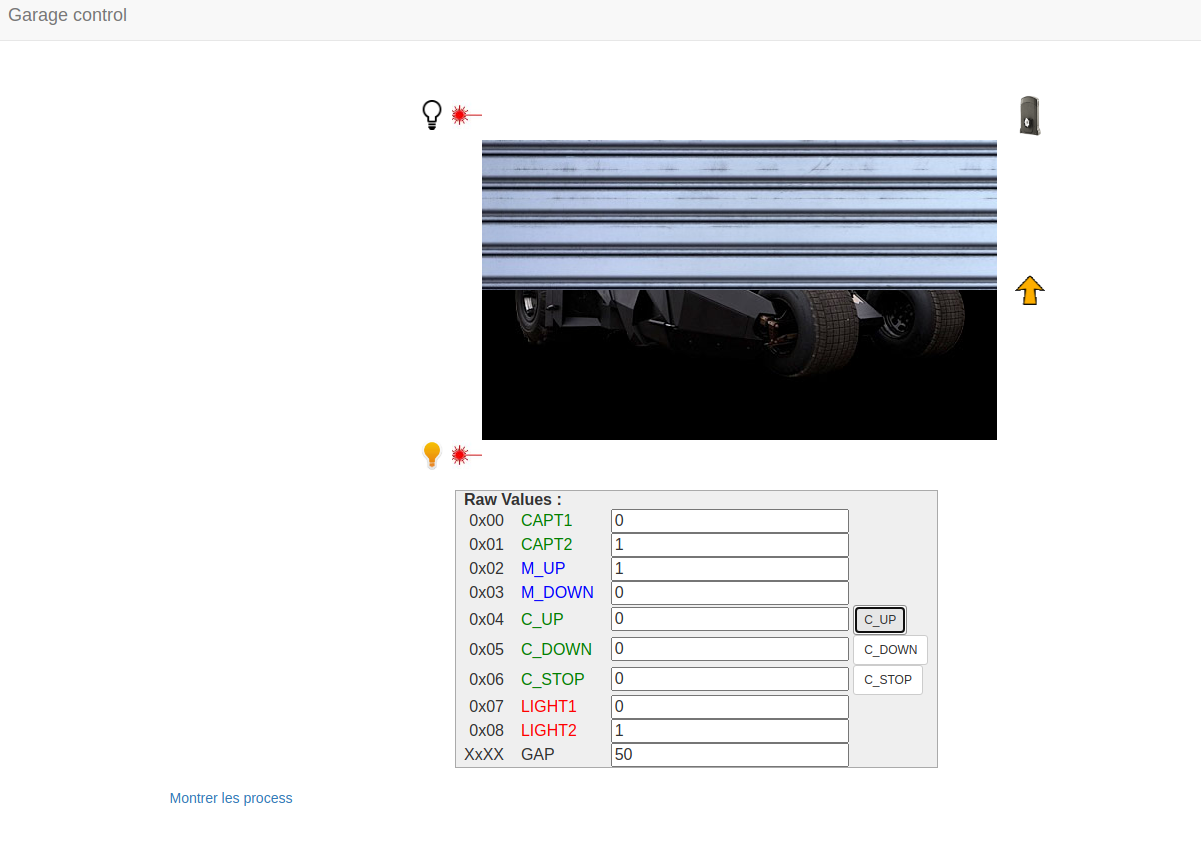 Garage control
Raw Values :
0x00 CAPT1 0
0x01 CAPT2 1
0x02 M_UP 1
0x03 M_DOWN 0
0x04 C_UP 0 C_UP
0x05 C_DOWN 0 C_DOWN
0x06 C_STOP 0 C_STOP
0x07 LIGHT1 0
0x08 LIGHT2 1
XxXX GAP 50
Montrer les process